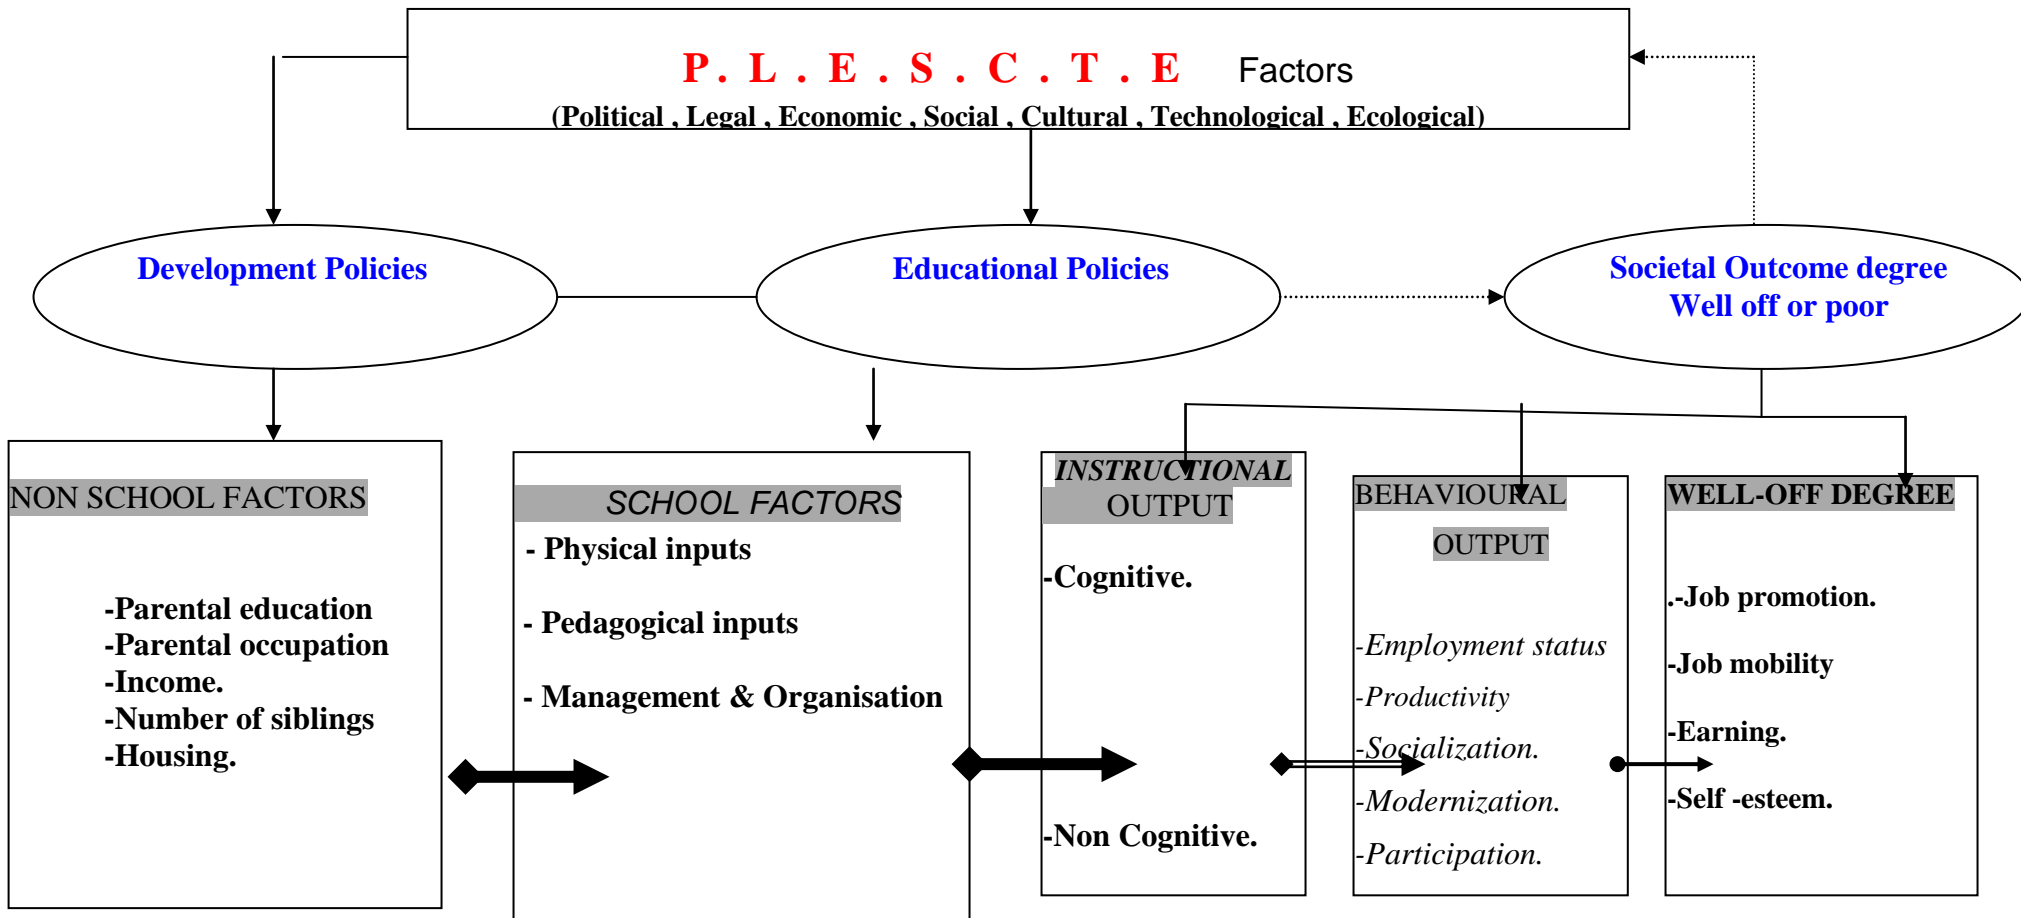 P. L . E . S . C . T . E Factors
(Political , Legal , Economic , Social , Cultural , Technological , Ecological)
Development Policies
Educational Policies
Societal Outcome degree
Well off or poor
NON SCHOOL FACTORS
-Parental education
-Parental occupation
-Income.
-Number of siblings
-Housing.
SCHOOL FACTORS
- Physical inputs
- Pedagogical inputs
- Management & Organisation
INSTRUCTIONAL
OUTPUT
-Cognitive.
-Non Cognitive.
BEHAVIOURAL
OUTPUT
-Employment status
-Productivity
-Socialization.
-Modernization.
-Participation.
WELL-OFF DEGREE
.-Job promotion.
-Job mobility
-Earning.
-Self -esteem.